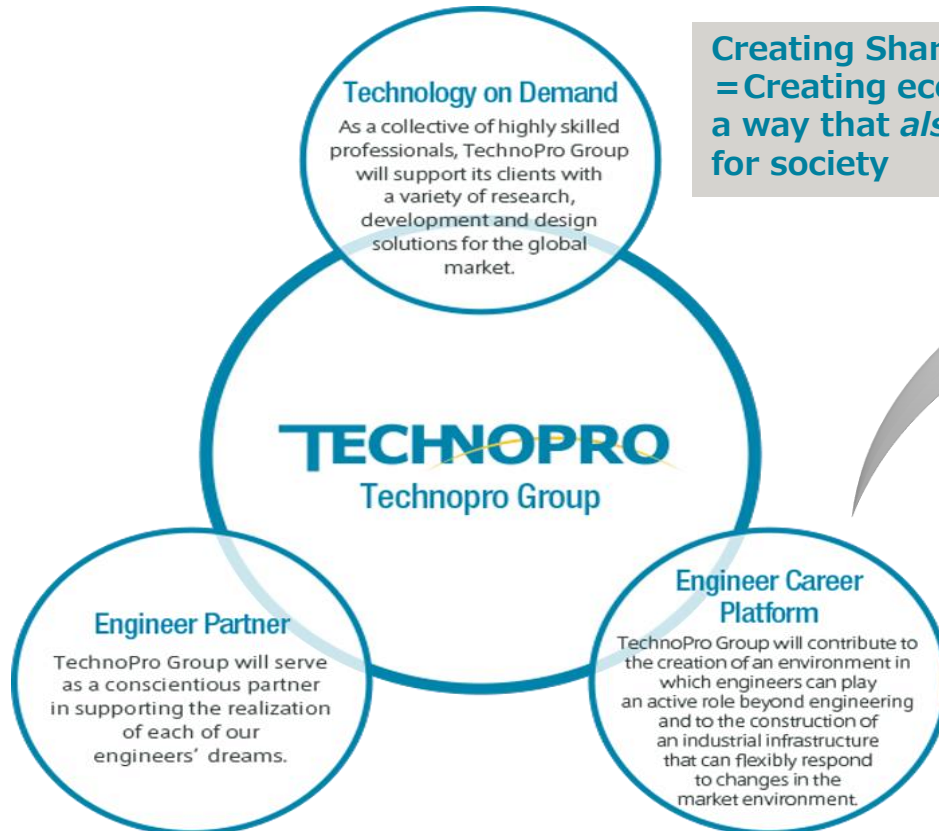 Creating Shar
=Creating eco
a way that als
for society
Technology on Demand
As a collective of highly skilled
professionals, TechnoPro Group
will support its clients with
a variety of research,
development and design
solutions for the global
market.
TECHNOPRO
Technopro Group
Engineer Partner
TechnoPro Group will serve
as a conscientious partner
in supporting the realization
of each of our
engineers’ dreams.
Engineer Career
Platform
TechnoPro Group will contribute to
the creation of an environment in
which engineers can play
an active role beyond engineering
and to the construction of
an industrial infrastructure
that can flexibly respond
to changes in the
market environment.